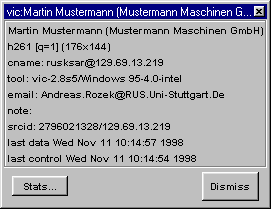 vic:Martin Mustermann (Mustermann Maschinen G...
Martin Mustermann (Mustermann Maschinen GmbH)
h261 [q=1] (176x144)
cname: rusksar@129.69.13.219
tool: vic-2.8s5/Windows 95-4.0-intel
email: Andreas.Rozek@RUS.Uni-Stuttgart.De
note:
srcid: 2796021328/129.69.13.219
last data Wed Nov 11 10:14:57 1998
last control Wed Nov 11 10:14:54 1998
Stats...
Dismiss